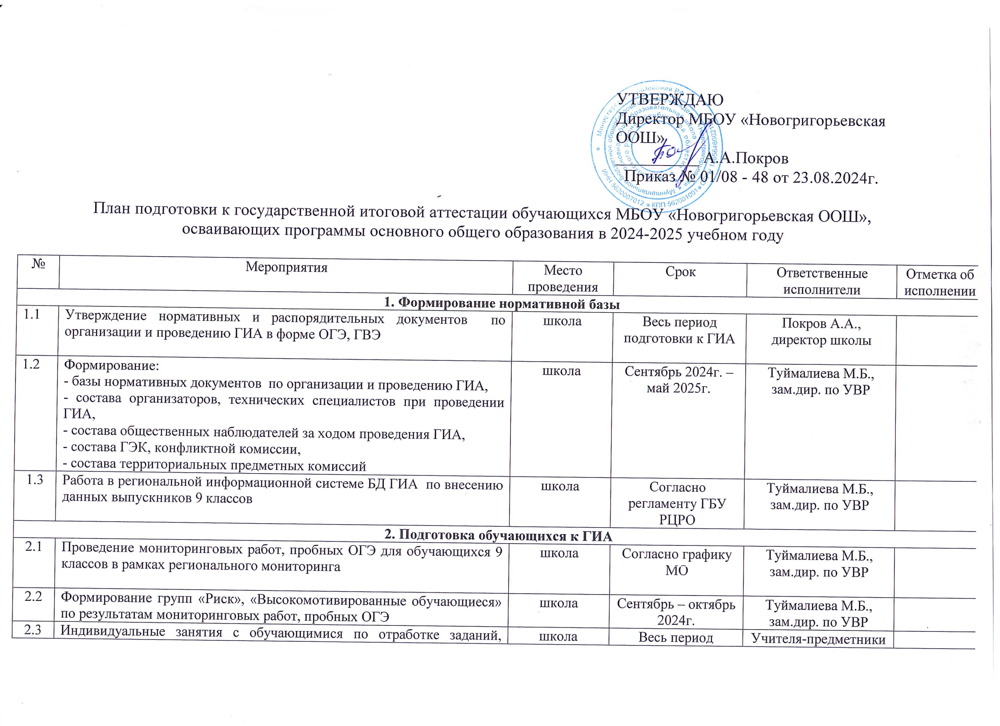 УТВЕРЖДАЮ
Директор МБОУ «Новогригорьевская
ООШ»
А.А.Покров
Приказ № 01/08 - 48 от 23.08.2024г.
План подготовки к государственной итоговой аттестации обучающихся МБОУ «Новогригорьевская ООШ»,
осваивающих программы основного общего образования в 2024-2025 учебном году
№
Мероприятия
Место
проведения
Срок
Ответственные
исполнители
Отметка об
исполнении
1. Формирование нормативной базы
1.1
Утверждение нормативных и распорядительных документов по
организации и проведению ГИА в форме ОГЭ, ГВЭ
школа
Весь период
подготовки к ГИА
Покров А.А.,
директор школы
1.2
Формирование:
- базы нормативных документов по организации и проведению ГИА,
- состава организаторов, технических специалистов при проведении
ГИА,
- состава общественных наблюдателей за ходом проведения ГИА,
- состава ГЭК, конфликтной комиссии,
- состава территориальных предметных комиссий
школа
Сентябрь 2024г. –
май 2025г.
Туймалиева М.Б.,
зам.дир. по УВР
1.3
Работа в региональной информационной системе БД ГИА по внесению
данных выпускников 9 классов
школа
Согласно
регламенту ГБУ
РЦРО
Туймалиева М.Б.,
зам.дир. по УВР
2. Подготовка обучающихся к ГИА
2.1
Проведение мониторинговых работ, пробных ОГЭ для обучающихся 9
классов в рамках регионального мониторинга
школа
Согласно графику
МО
Туймалиева М.Б.,
зам.дир. по УВР
2.2
Формирование групп «Риск», «Высокомотивированные обучающиеся»
по результатам мониторинговых работ, пробных ОГЭ
школа
Сентябрь – октябрь
2024г.
Туймалиева М.Б.,
зам.дир. по УВР
2.3
Индивидуальные занятия с обучающимися по отработке заданий,
школа
Весь период
Учителя-предметники
ИНН 5620007012 * КПП 562001001 *